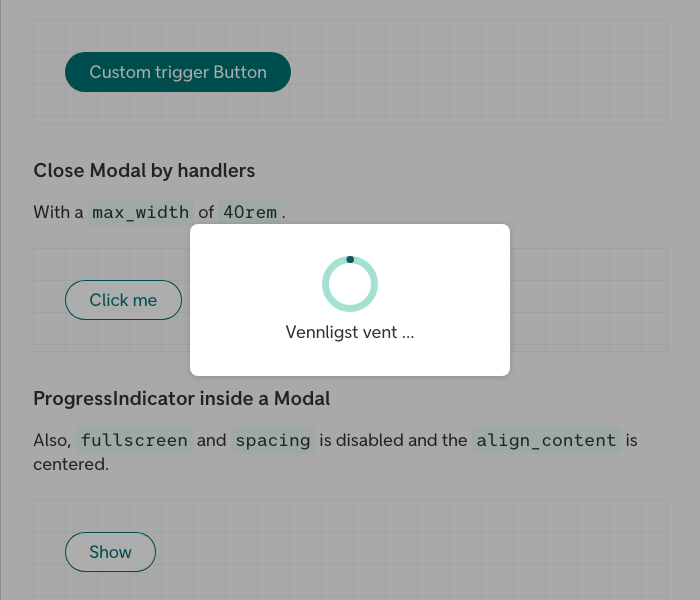 Custom trigger Button
Close Modal by handlers
With a max_width of 40rem.
Click me
Vennligst vent ...
ProgressIndicator inside a Modal
Also, fullscreen and spacing is disabled and the align_content is
centered.
Show